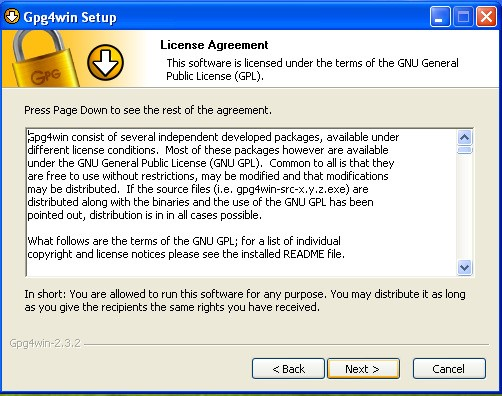 Gpg4win Setup
License Agreement
This software is licensed under the terms of the GNU General
Public License (GPL).
GPG
Press Page Down to see the rest of the agreement.
Gpg4win consist of several independent developed packages, available under
different license conditions.  Most of these packages however are available
under the GNU General Public License (GNU GPL).  Common to all is that they
are free to use without restrictions, may be modified and that modifications
may be distributed.  If the source files (i.e. gpg4win-src-x.y.z.exe) are
distributed along with the binaries and the use of the GNU GPL has been
pointed out, distribution is in in all cases possible.
What follows are the terms of the GNU GPL; for a list of individual
copyright and license notices please see the installed README file.
In short: You are allowed to run this software for any purpose. You may distribute it as long
as you give the recipients the same rights you have received.
Gpg4win-2.3.2
< Back
Next >
Cancel